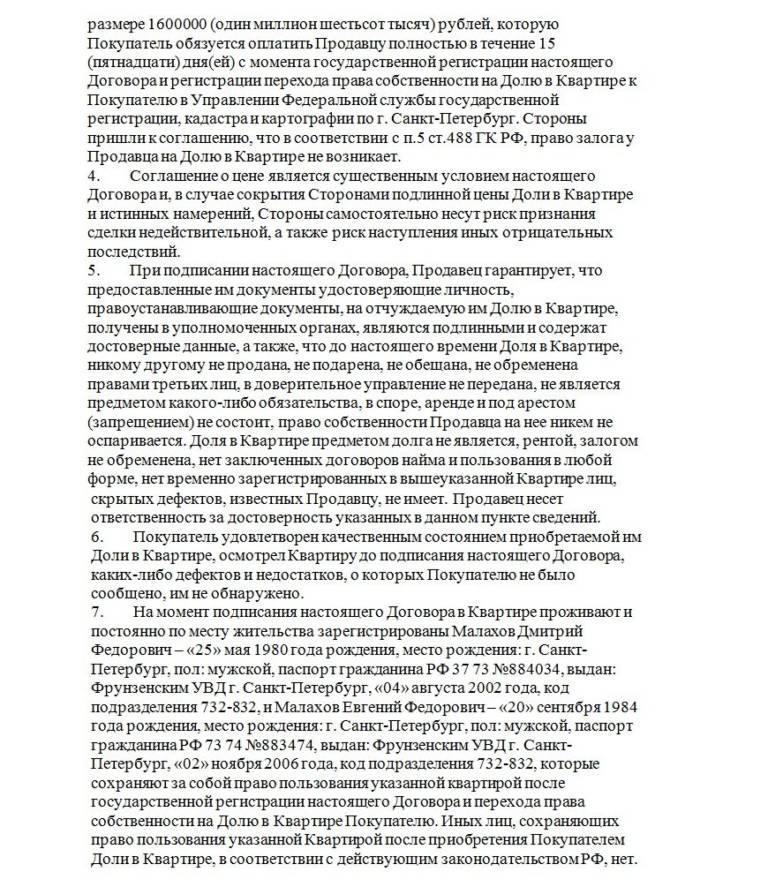 размере 1600000 (один миллион шестьсот тысяч) рублей, которую
Покупатель обязуется оплатить Продавцу полностью в течение 15
(пятнадцати) дня(ей) с момента государственной регистрации настоящего
Договора и регистрации перехода права собственности на Долю в Квартире к
Покупателю в Управлении Федеральной службы государственной
регистрации, кадастра и картографии по г. Санкт-Петербург. Стороны
пришли к соглашению, что в соответствии с п.5 ст.488 ГК РФ, право залога у
Продавца на Долю в Квартире не возникает.
4. Соглашение о цене является существенным условием настоящего
Договора и, в случае сокрытия Сторонами подлинной цены Доли в Квартире
и истинных намерений, Стороны самостоятельно несут риск признания
сделки недействительной, а также риск наступления иных отрицательных
последствий.
5. При подписании настоящего Договора, Продавец гарантирует, что
предоставленные им документы удостоверяющие личность,
правоустанавливающие документы, на отчуждаемую им Долю в Квартире,
получены в уполномоченных органах, являются подлинными и содержат
достоверные данные, а также, что до настоящего времени Доля в Квартире,
никому другому не продана, не подарена, не обещана, не обременена
правами третьих лиц, в доверительное управление не передана, не является
предметом какого-либо обязательства, в споре, аренде и под арестом
(запрещением) не состоит, право собственности Продавца на нее никем не
оспаривается. Доля в Квартире предметом долга не является, рентой, залогом
не обременена, нет заключенных договоров найма и пользования в любой
форме, нет временно зарегистрированных в вышеуказанной Квартире лиц,
скрытых дефектов, известных Продавцу, не имеет. Продавец несет
ответственность за достоверность указанных в данном пункте сведений.
6. Покупатель удовлетворен качественным состоянием приобретаемой им
Доли в Квартире, осмотрел Квартиру до подписания настоящего Договора,
каких-либо дефектов и недостатков, о которых Покупателю не было
сообщено, им не обнаружено.
7. На момент подписания настоящего Договора в Квартире проживают и
постоянно по месту жительства зарегистрированы Малахов Дмитрий
Федорович – «25» мая 1980 года рождения, место рождения: г. Санкт-
Петербург, пол: мужской, паспорт гражданина РФ 37 73 №884034, выдан:
Фрунзенским УВД г. Санкт-Петербург, «04» августа 2002 года, код
подразделения 732-832, и Малахов Евгений Федорович – «20» сентября 1984
года рождения, место рождения: г. Санкт-Петербург, пол: мужской, паспорт
гражданина РФ 73 74 №883474, выдан: Фрунзенским УВД г. Санкт-
Петербург, «02» ноября 2006 года, код подразделения 732-832, которые
сохраняют за собой право пользования указанной квартирой после
государственной регистрации настоящего Договора и перехода права
собственности на Долю в Квартире Покупателю. Иных лиц, сохраняющих
право пользования указанной Квартирой после приобретения Покупателем
Доли в Квартире, в соответствии с действующим законодательством РФ, нет.